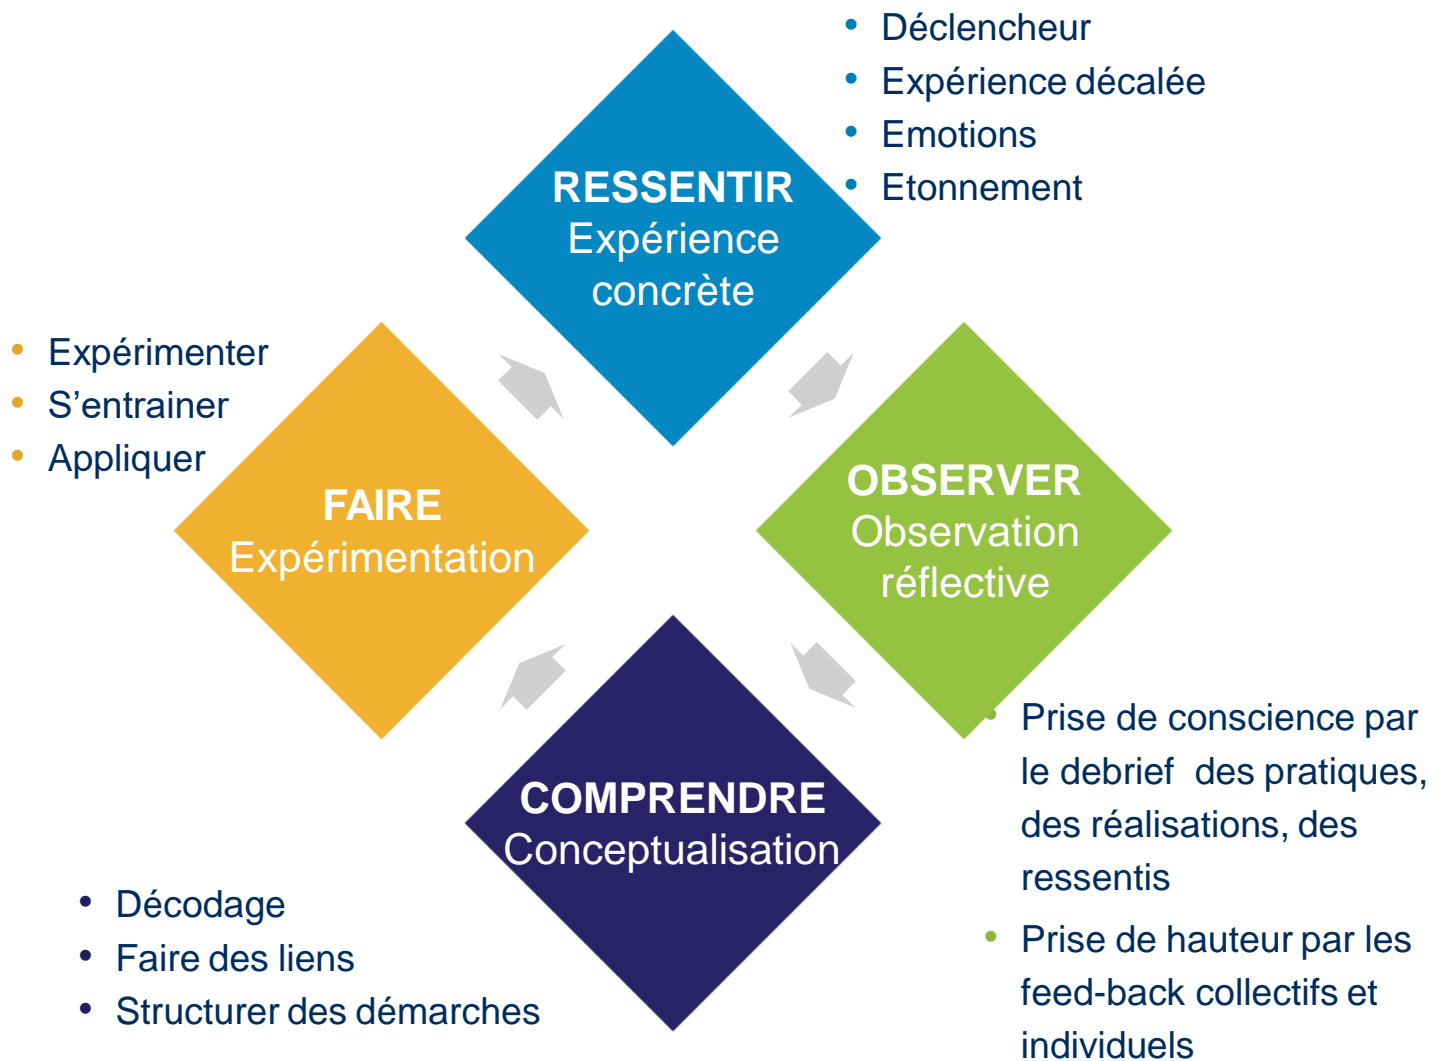 • Déclencheur
• Expérience décalée
• Emotions
• Etonnement
RESSENTIR
Expérience
concrète
• Expérimenter
• S’entrainer
• Appliquer
FAIRE
Expérimentation
OBSERVER
Observation
réflective
• Prise de conscience par
le debrief  des pratiques,
des réalisations, des
ressentis
• Prise de hauteur par les
feed-back collectifs et
individuels
COMPRENDRE
Conceptualisation
• Décodage
• Faire des liens
• Structurer des démarches